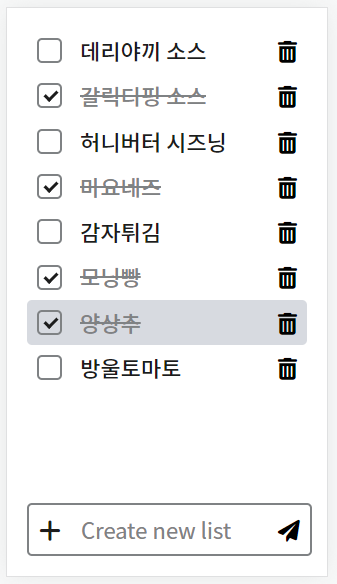 데리야끼 소스
갈릭디핑 소스
허니버터 시즈닝
마요네즈
감자튀김
모닝빵
양상추
방울토마토
Create new list